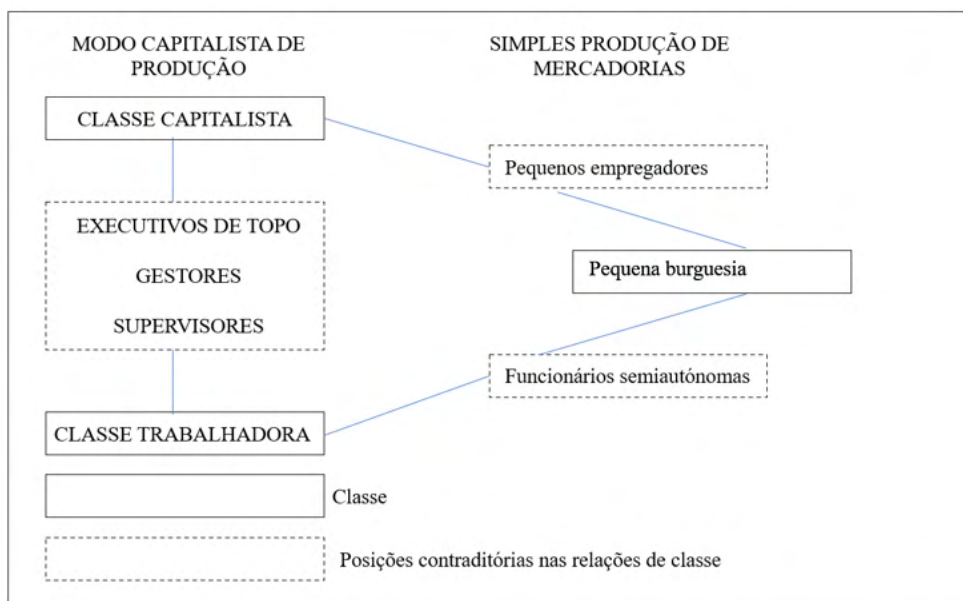 MODO CAPITALISTA DE
PRODUÇÃO
SIMPLES PRODUÇÃO DE
MERCADORIAS
CLASSE CAPITALISTA
Pequenos empregadores
EXECUTIVOS DE TOPO
GESTORES
SUPERVISORES
Pequena burguesia
Funcionários semiautónomas
CLASSE TRABALHADORA
Classe
Posições contraditórias nas relações de classe